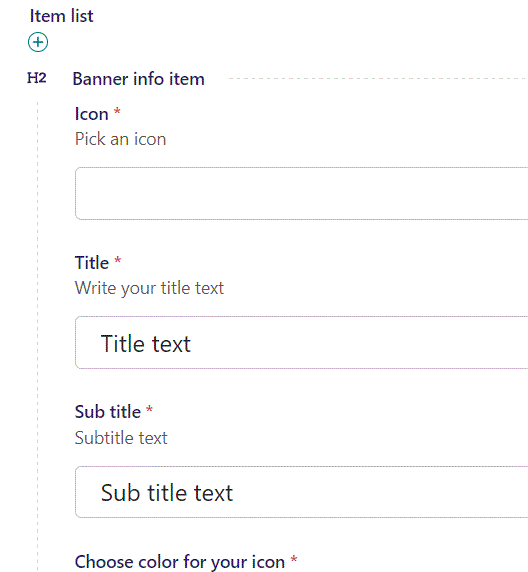 Item list
H2 Banner info item
Icon *
Pick an icon
Title *
Write your title text
Title text
Sub title *
Subtitle text
Sub title text
Choose color for your icon *